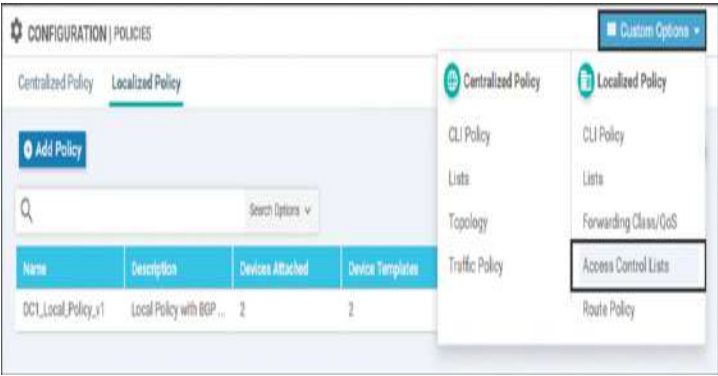 CONFIGURATION | POLICIES
Custom Options
Centralized Policy
Localized Policy
Add Policy
Search Options
Name
Description
Devices Attached
Device Templates
DC1_Local_Policy_v1
Local Policy with BGP ...
2
2
Centralized Policy
CLI Policy
Lists
Topology
Traffic Policy
Localized Policy
CLI Policy
Lists
Forwarding Class/QoS
Access Control Lists
Route Policy